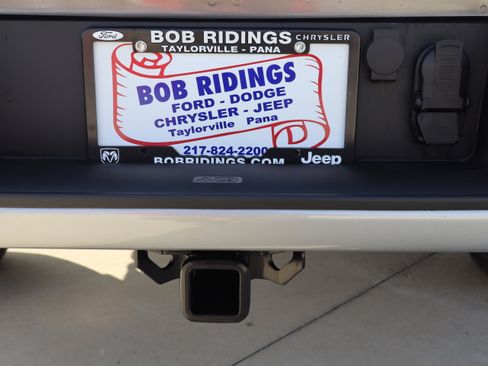 Ford BOB RIDINGS CHRYSLER
TAYLORVILLE - PANA
BOB RIDINGS
FORD - DODGE
CHRYSLER - JEEP
Taylorville Pana
217-824-2200
BOBRIDINGS.COM Jeep